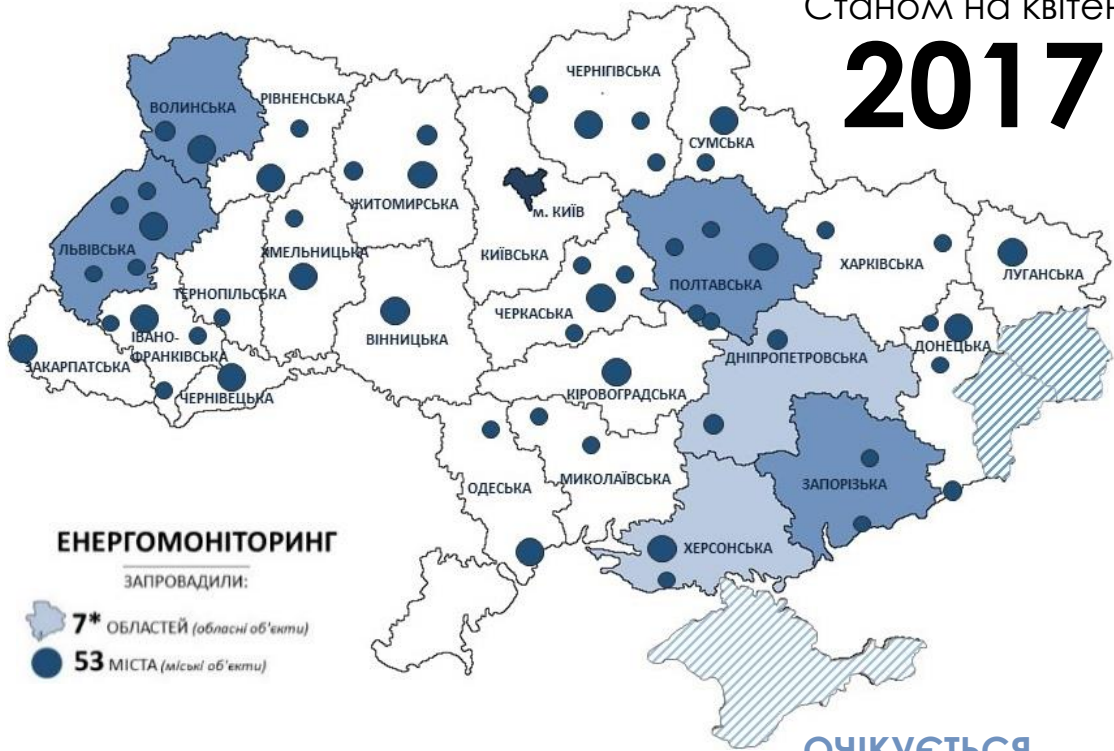 Станом на квітень
2017
ЧЕРНІГІВСЬКА
ВОЛИНСЬКА
РІВНЕНСЬКА
СУМСЬКА
ЖИТОМИРСЬКА
м. КИЇВ
ЛЬВІВСЬКА
ХМЕЛЬНИЦЬКА
КИЇВСЬКА
ХАРКІВСЬКА
ЛУГАНСЬКА
ТЕРНОПІЛЬСЬКА
ПОЛТАВСЬКА
ЧЕРКАСЬКА
ІВАНО-
ФРАНКІВСЬКА
ВІННИЦЬКА
ДОНЕЦЬКА
ДНІПРОПЕТРОВСЬКА
ЗАКАРПАТСЬКА
ЧЕРНІВЕЦЬКА
КІРОВОГРАДСЬКА
ОДЕСЬКА
МИКОЛАЇВСЬКА
ЗАПОРІЗЬКА
ХЕРСОНСЬКА
ЕНЕРГОМОНІТОРИНГ
ЗАПРОВАДИЛИ:
7* ОБЛАСТЕЙ (обласні об'єкти)
53 МІСТА (міські об'єкти)
ОЧІКУЄТЬСЯ